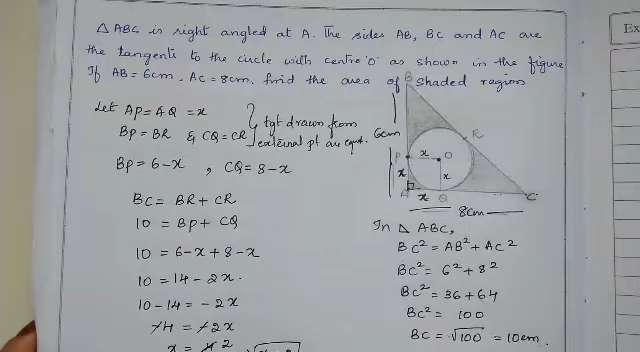 △ ABC is right angled at A. The sides AB, BC and AC are
the tangents to the circle with centre 'O' as shown in the figure
If AB = 6cm, AC = 8cm. find the area of shaded region
Let AP = AQ = x
BP = BR & CQ = CR
} tgt drawn from
external pt are equal.
BP = 6-x , CQ = 8-x
BC = BR + CR
10 = BP + CQ
10 = 6-x + 8-x
10 = 14 - 2x.
10 - 14 = -2x
-4 = -2x
x = 4 2
B
6cm
R
P
x
O
x
x
A
x
Q
C
8cm
In △ ABC,
BC² = AB² + AC²
BC² = 6² + 8²
BC² = 36 + 64
BC² = 100
BC = √100 = 10cm.
Ex